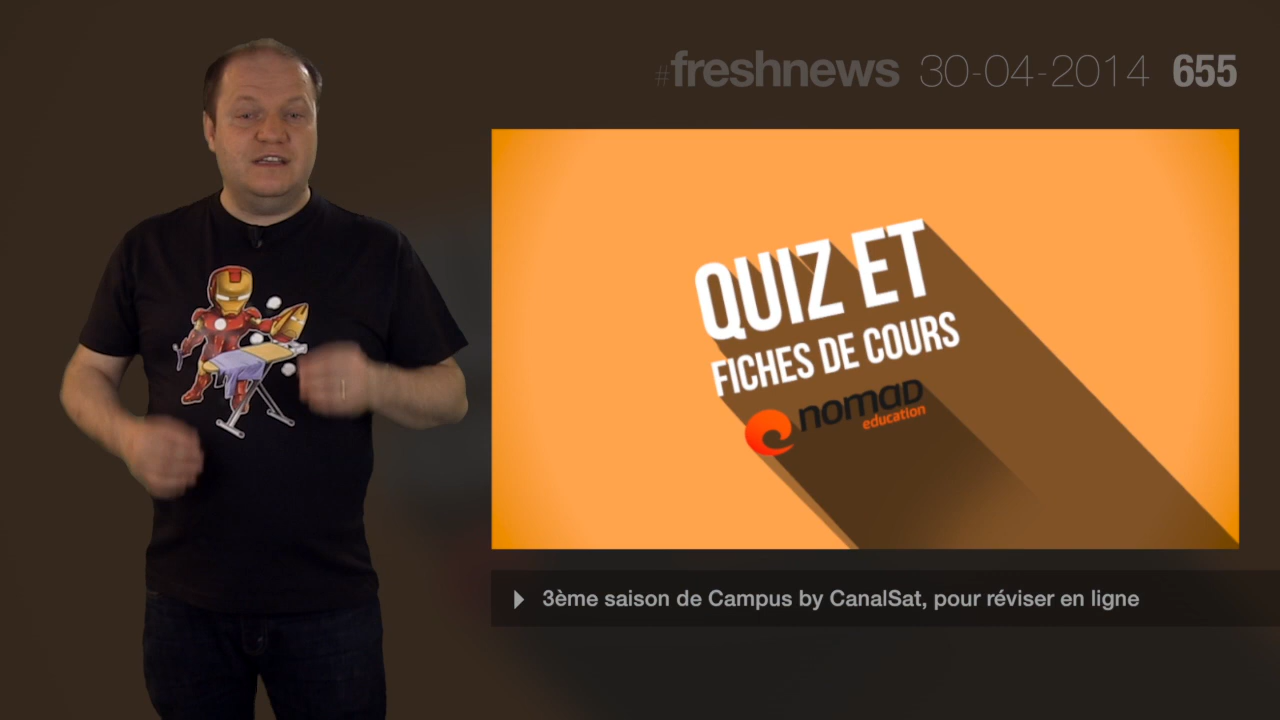 #freshnews 30-04-2014 655
QUIZ ET
FICHES DE COURS
nomad
education
3ème saison de Campus by CanalSat, pour réviser en ligne